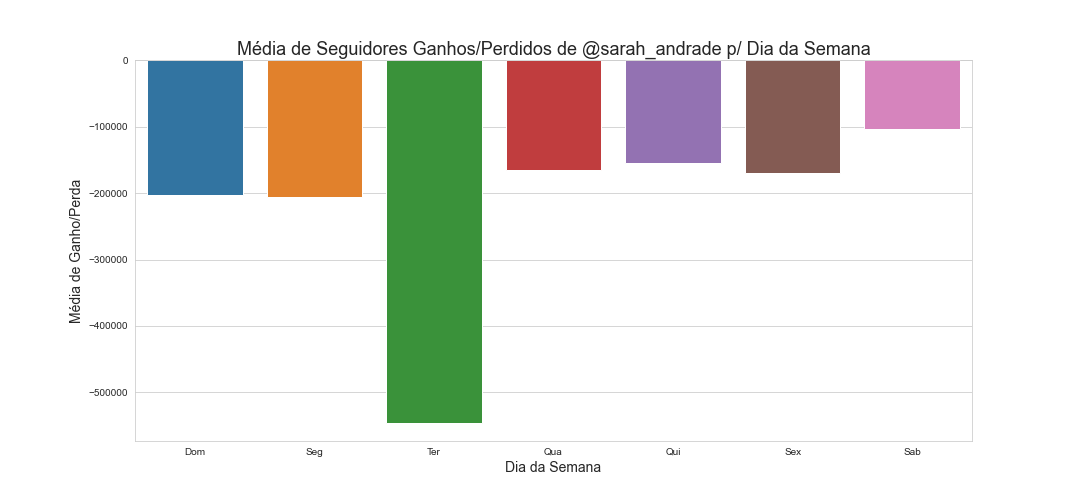 Média de Seguidores Ganhos/Perdidos de @sarah_andrade p/ Dia da Semana
0
−100000
−200000
−300000
−400000
−500000
Média de Ganho/Perda
Dom Seg Ter Qua Qui Sex Sab
Dia da Semana